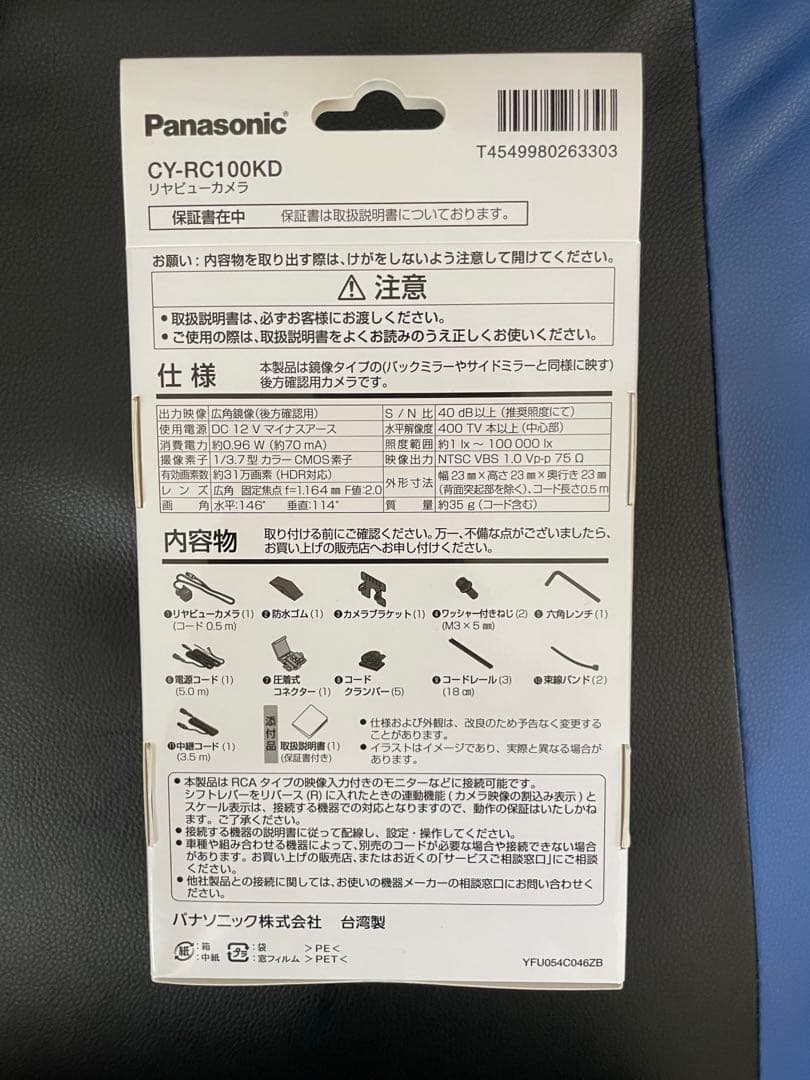 Panasonic
T4549980263303
CY-RC100KD
リヤビューカメラ
保証書在中 保証書は取扱説明書についております。
お願い:内容物を取り出す際は、けがをしないよう注意して開けてください。
⚠ 注意
●取扱説明書は、必ずお客様にお渡しください。
●ご使用の際は、取扱説明書をよくお読みのうえ正しくお使いください。
仕様 本製品は鏡像タイプの(バックミラーやサイドミラーと同様に映す)
後方確認用カメラです。
出力映像 広角鏡像(後方確認用) S/N比 40 dB以上(推奨照度にて)
使用電源 DC 12 V マイナスアース 水平解像度 400 TV 本以上(中心部)
消費電力 約0.96 W(約70 mA) 照度範囲 約1 lx ~ 100 000 lx
撮像素子 1/3.7型 カラー CMOS素子 映像出力 NTSC VBS 1.0 Vp-p 75 Ω
有効画素数 約31万画素(HDR対応) 外形寸法 幅23㎜×高さ23㎜×奥行き23㎜
レンズ 広角 固定焦点 f=1.164㎜ F値:2.0 (背面突起部を除く)、コード長さ0.5 m
画角 水平:146° 垂直:114° 質量 約35 g(コード含む)
内容物 取り付ける前にご確認ください。万一、不備な点がございましたら、
お買い上げの販売店へお申し付けください。
❶リヤビューカメラ(1) ❷防水ゴム(1) ❸カメラブラケット(1) ❹ワッシャー付きねじ(2) ❺六角レンチ(1)
(コード 0.5 m) (M3×5㎜)
❻電源コード(1) ❼圧着式 ❽コード ❾コードレール(3) ❿束線バンド(2)
(5.0 m) コネクター(1) クランパー(5) (18㎝)
⓫中継コード(1) 添付品 取扱説明書(1)
(3.5 m) (保証書付き)
●仕様および外観は、改良のため予告なく変更する
ことがあります。
●イラストはイメージであり、実際と異なる場合が
あります。
●本製品は RCA タイプの映像入力付きのモニターなどに接続可能です。
シフトレバーをリバース(R)に入れたときの連動機能(カメラ映像の割込み表示)と
スケール表示は、接続する機器での対応となりますので、動作の保証はいたしかね
ます。ご了承ください。
●接続する機器の説明書に従って配線し、設定・操作してください。
●車種や組み合わせる機器によって、別売のコードが必要な場合や接続できない場合
があります。お買い上げの販売店、またはお近くの「サービスご相談窓口」にご相談
ください。
●他社製品との接続に関しては、お使いの機器メーカーの相談窓口にお問い合わせく
ださい。
パナソニック株式会社 台湾製
紙 :箱 プラ :袋 >PE<
:中紙 :窓フィルム >PET<
YFU054C046ZB